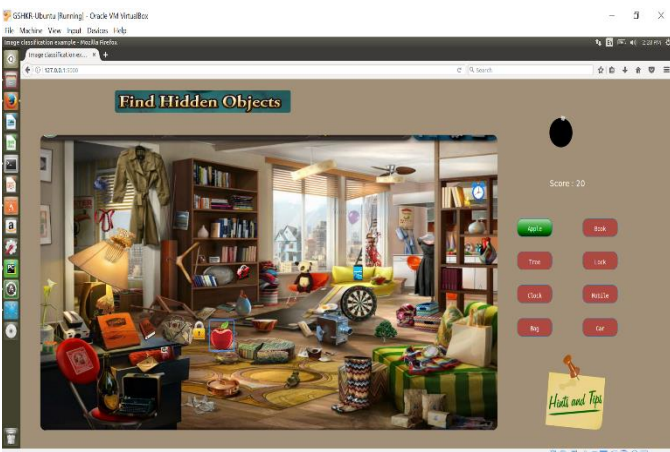 GSHKR-Ubuntu [Running] - Oracle VM VirtualBox
File Machine View Input Devices Help
Image classification example - Mozilla Firefox
Image classification ex...
127.0.0.1
Search
Find Hidden Objects
Score : 20
Apple Book
Tree Lock
Clock Mobile
Bag Car
Hints and Tips